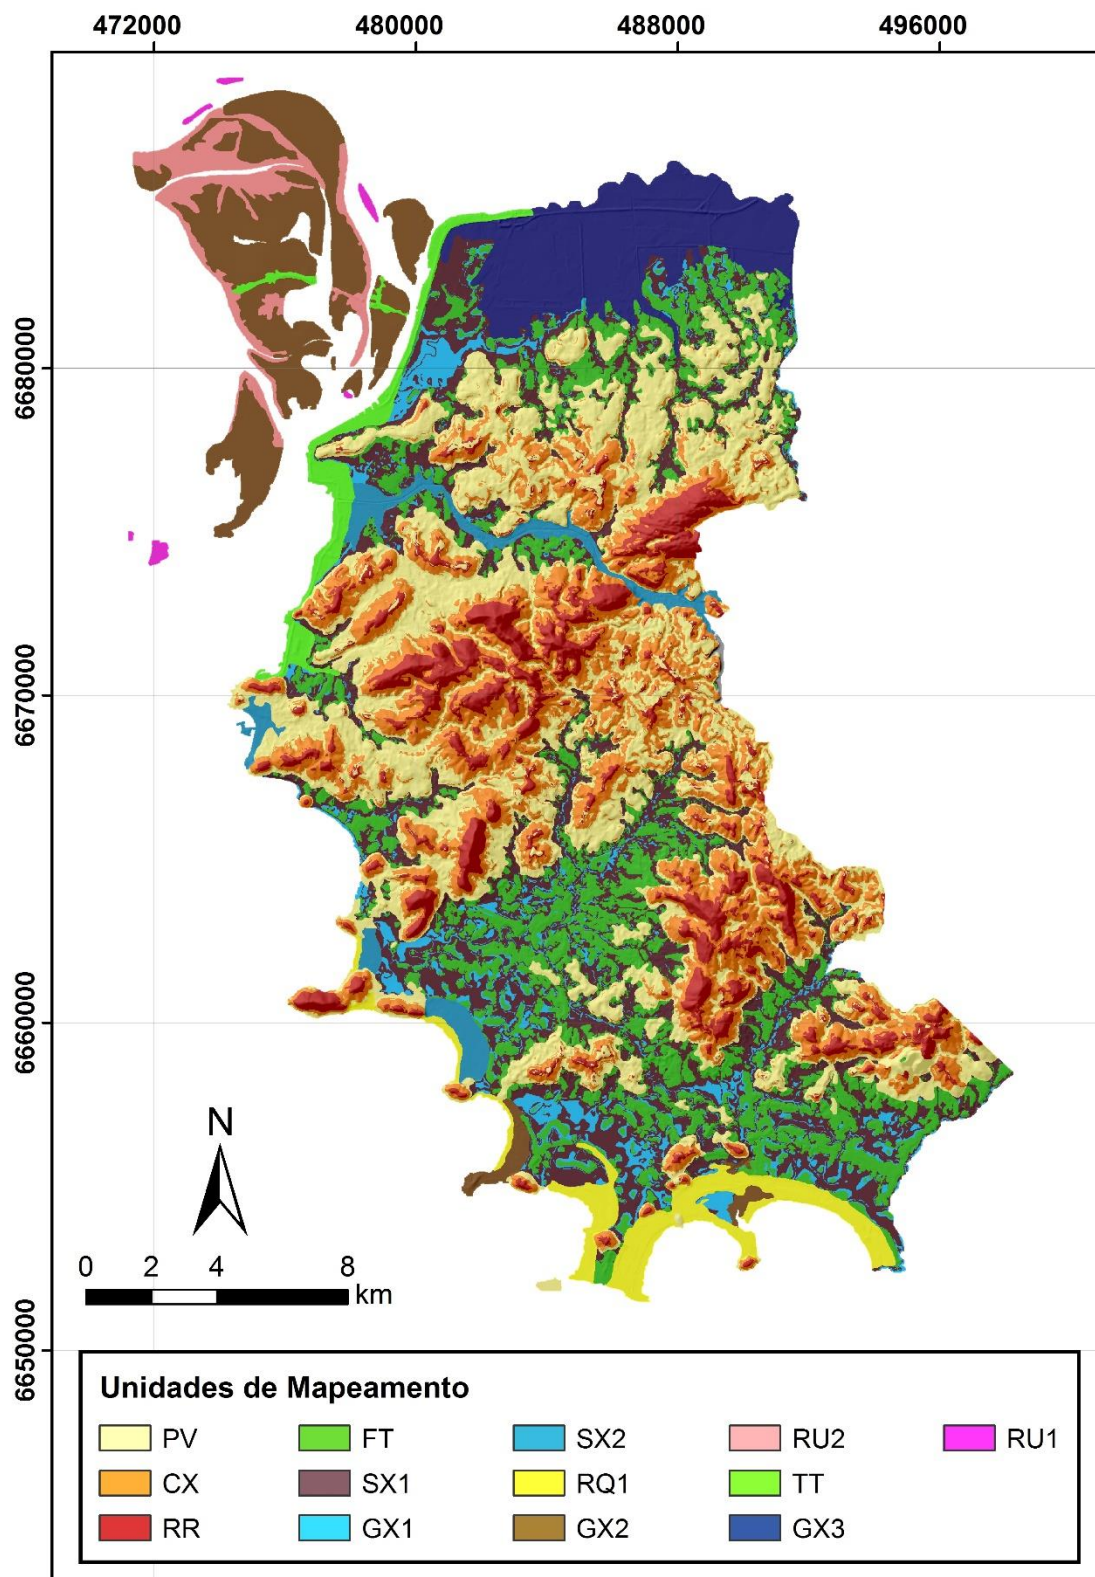 472000 480000 488000 496000
6680000
6670000
6660000
6650000
N
0 2 4 8
km
Unidades de Mapeamento
PV FT SX2 RU2 RU1
CX SX1 RQ1 TT
RR GX1 GX2 GX3